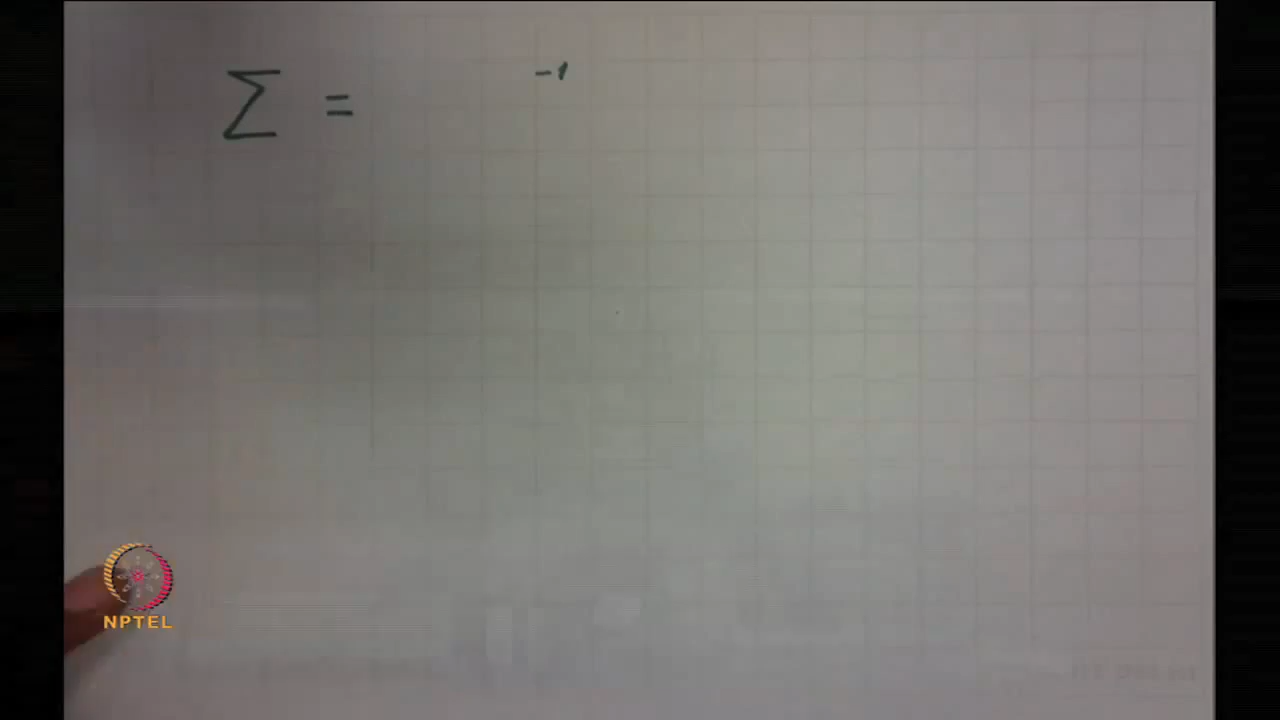 Σ = ⁻¹
NPTEL